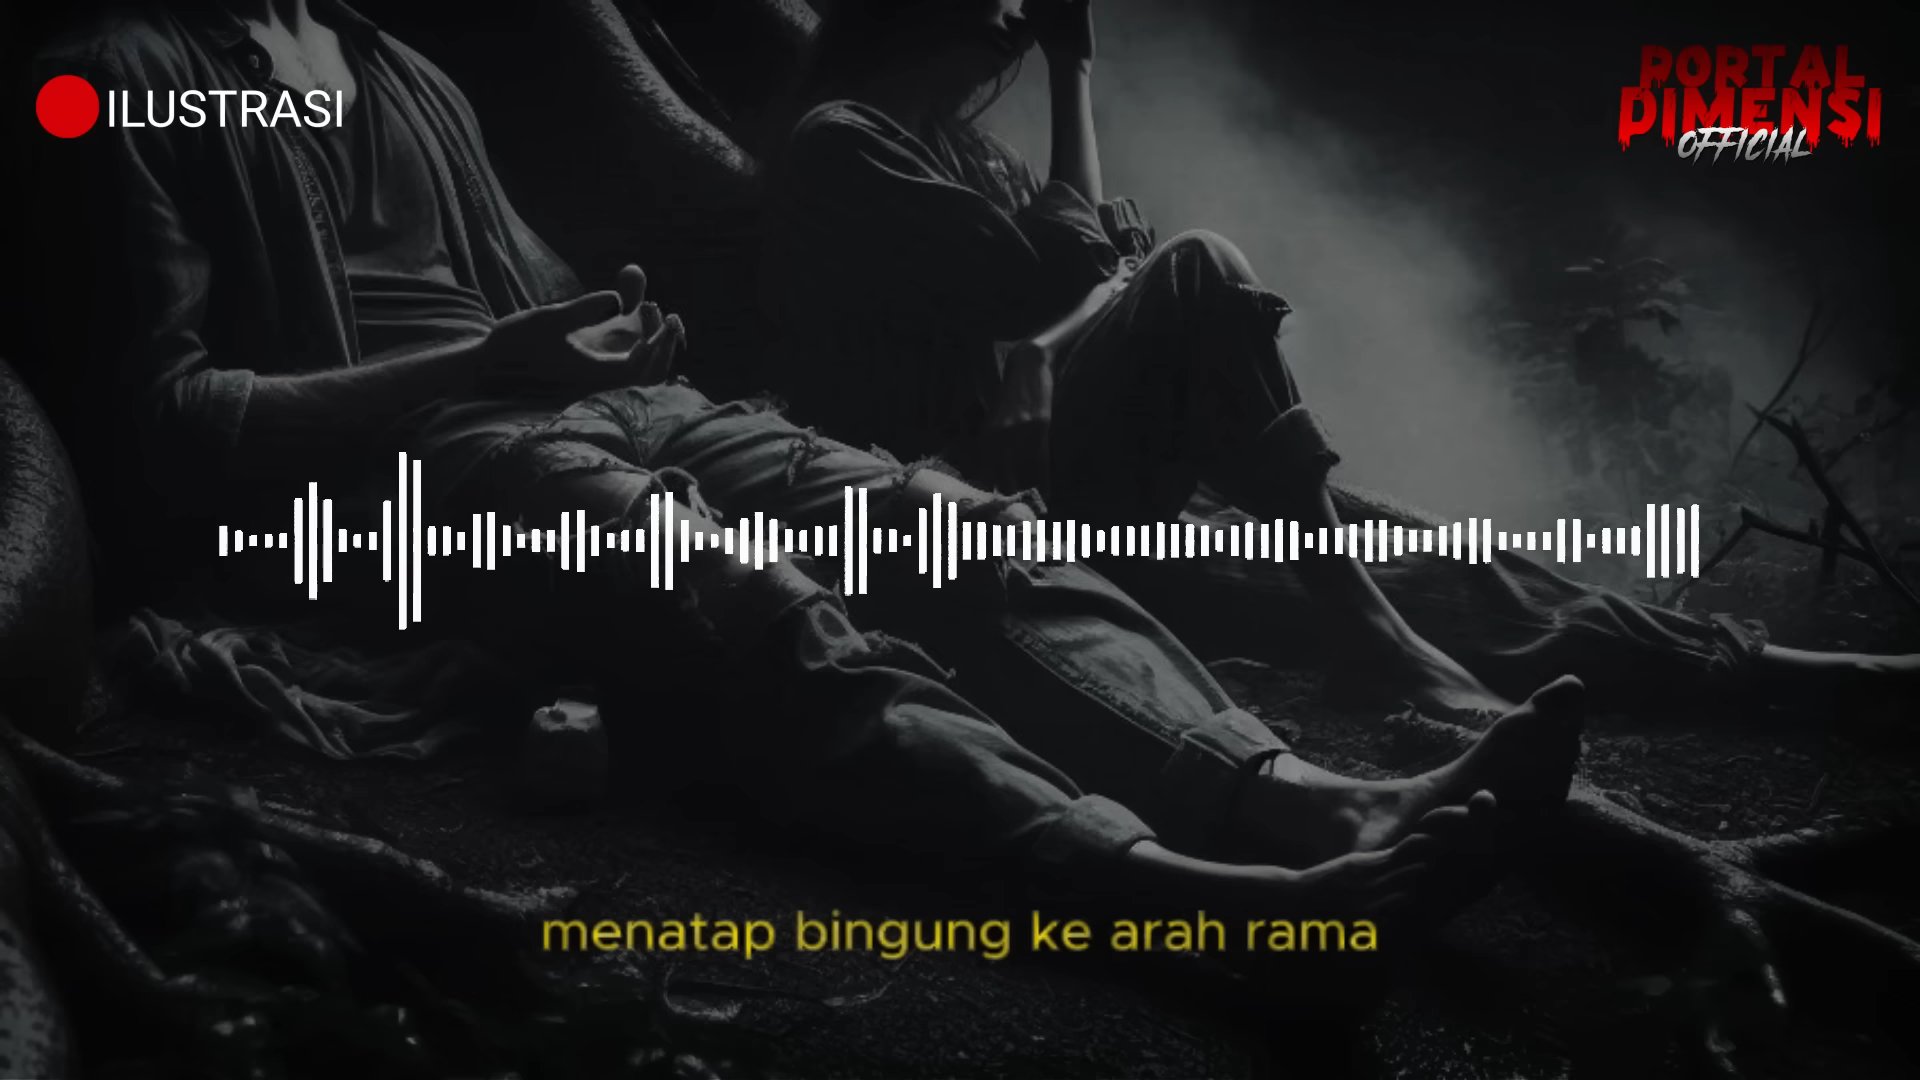 ILUSTRASI
PORTAL
DIMENSI
OFFICIAL
menatap bingung ke arah rama